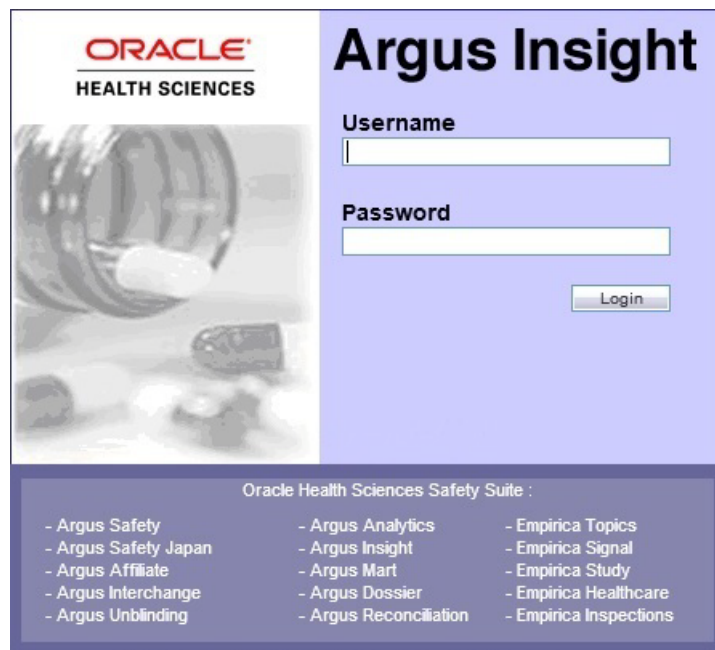 ORACLE®
HEALTH SCIENCES
Argus Insight
Username
Password
Login
Oracle Health Sciences Safety Suite :
- Argus Safety
- Argus Safety Japan
- Argus Affiliate
- Argus Interchange
- Argus Unblinding
- Argus Analytics
- Argus Insight
- Argus Mart
- Argus Dossier
- Argus Reconciliation
- Empirica Topics
- Empirica Signal
- Empirica Study
- Empirica Healthcare
- Empirica Inspections